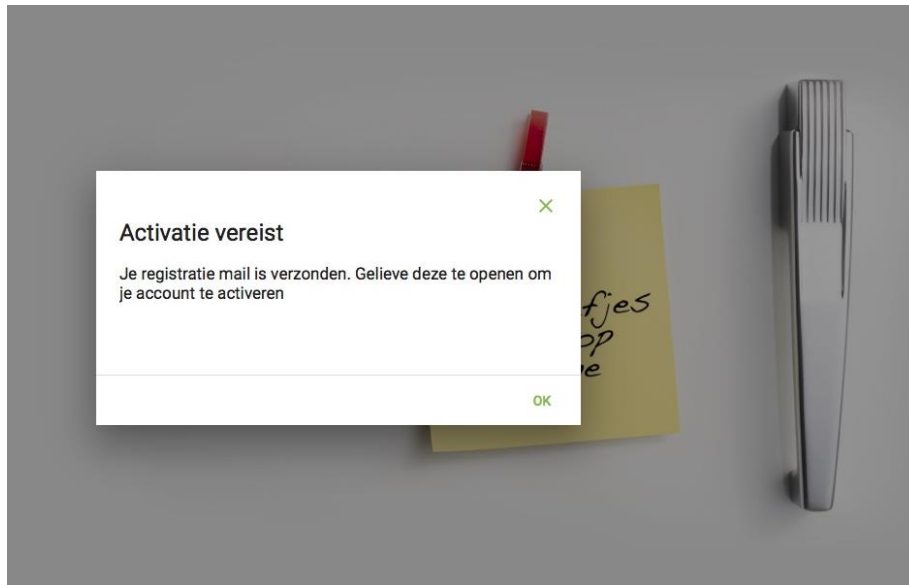 Activatie vereist
Je registratie mail is verzonden. Gelieve deze te openen om
je account te activeren
fjes
op
OK